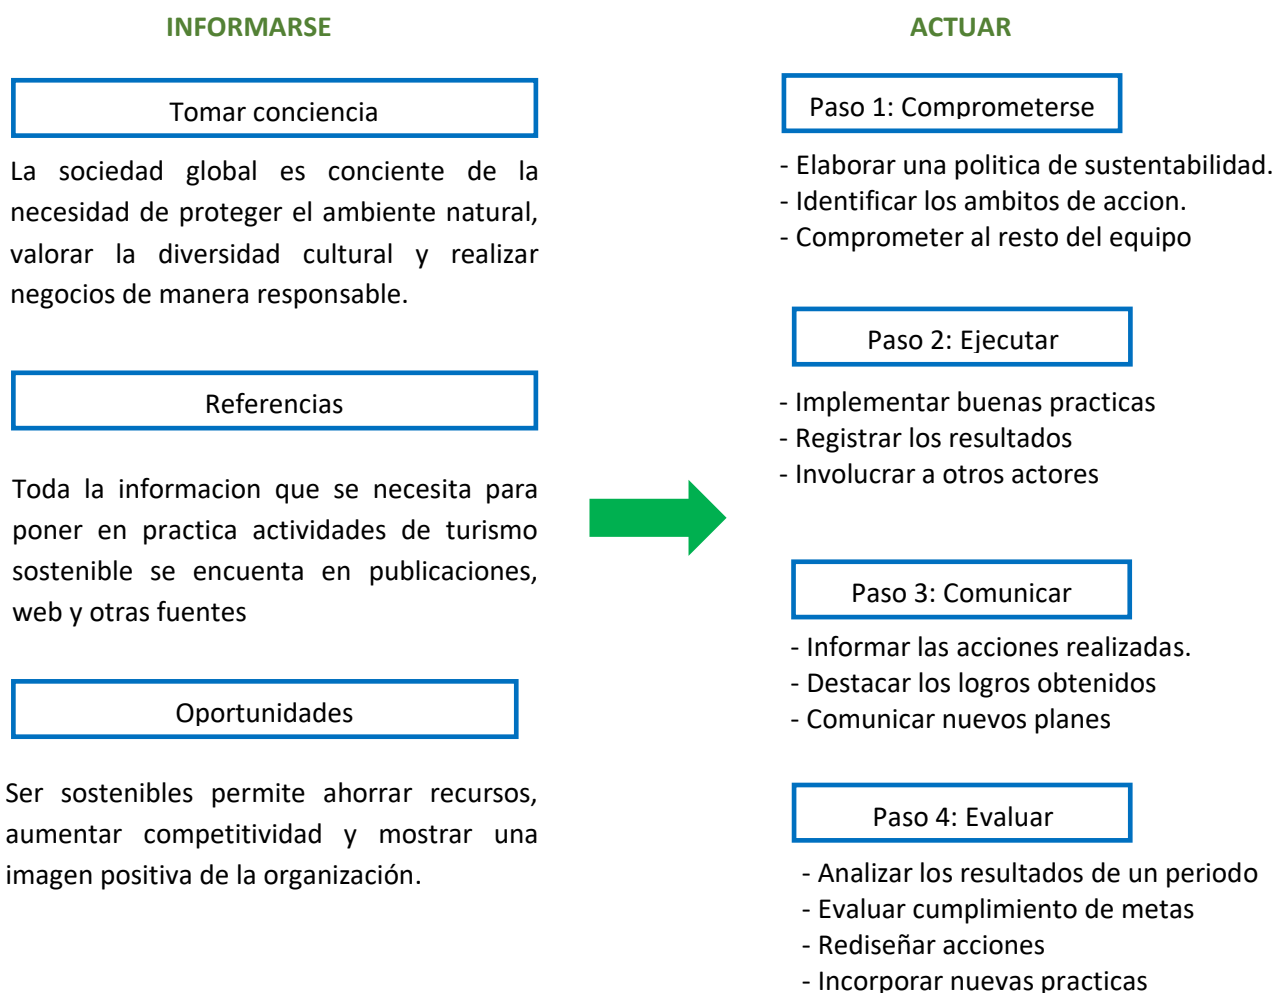 INFORMARSE
Tomar conciencia
La sociedad global es conciente de la
necesidad de proteger el ambiente natural,
valorar la diversidad cultural y realizar
negocios de manera responsable.
Referencias
Toda la informacion que se necesita para
poner en practica actividades de turismo
sostenible se encuenta en publicaciones,
web y otras fuentes
Oportunidades
Ser sostenibles permite ahorrar recursos,
aumentar competitividad y mostrar una
imagen positiva de la organización.
ACTUAR
Paso 1: Comprometerse
- Elaborar una politica de sustentabilidad.
- Identificar los ambitos de accion.
- Comprometer al resto del equipo
Paso 2: Ejecutar
- Implementar buenas practicas
- Registrar los resultados
- Involucrar a otros actores
Paso 3: Comunicar
- Informar las acciones realizadas.
- Destacar los logros obtenidos
- Comunicar nuevos planes
Paso 4: Evaluar
- Analizar los resultados de un periodo
- Evaluar cumplimiento de metas
- Rediseñar acciones
- Incorporar nuevas practicas